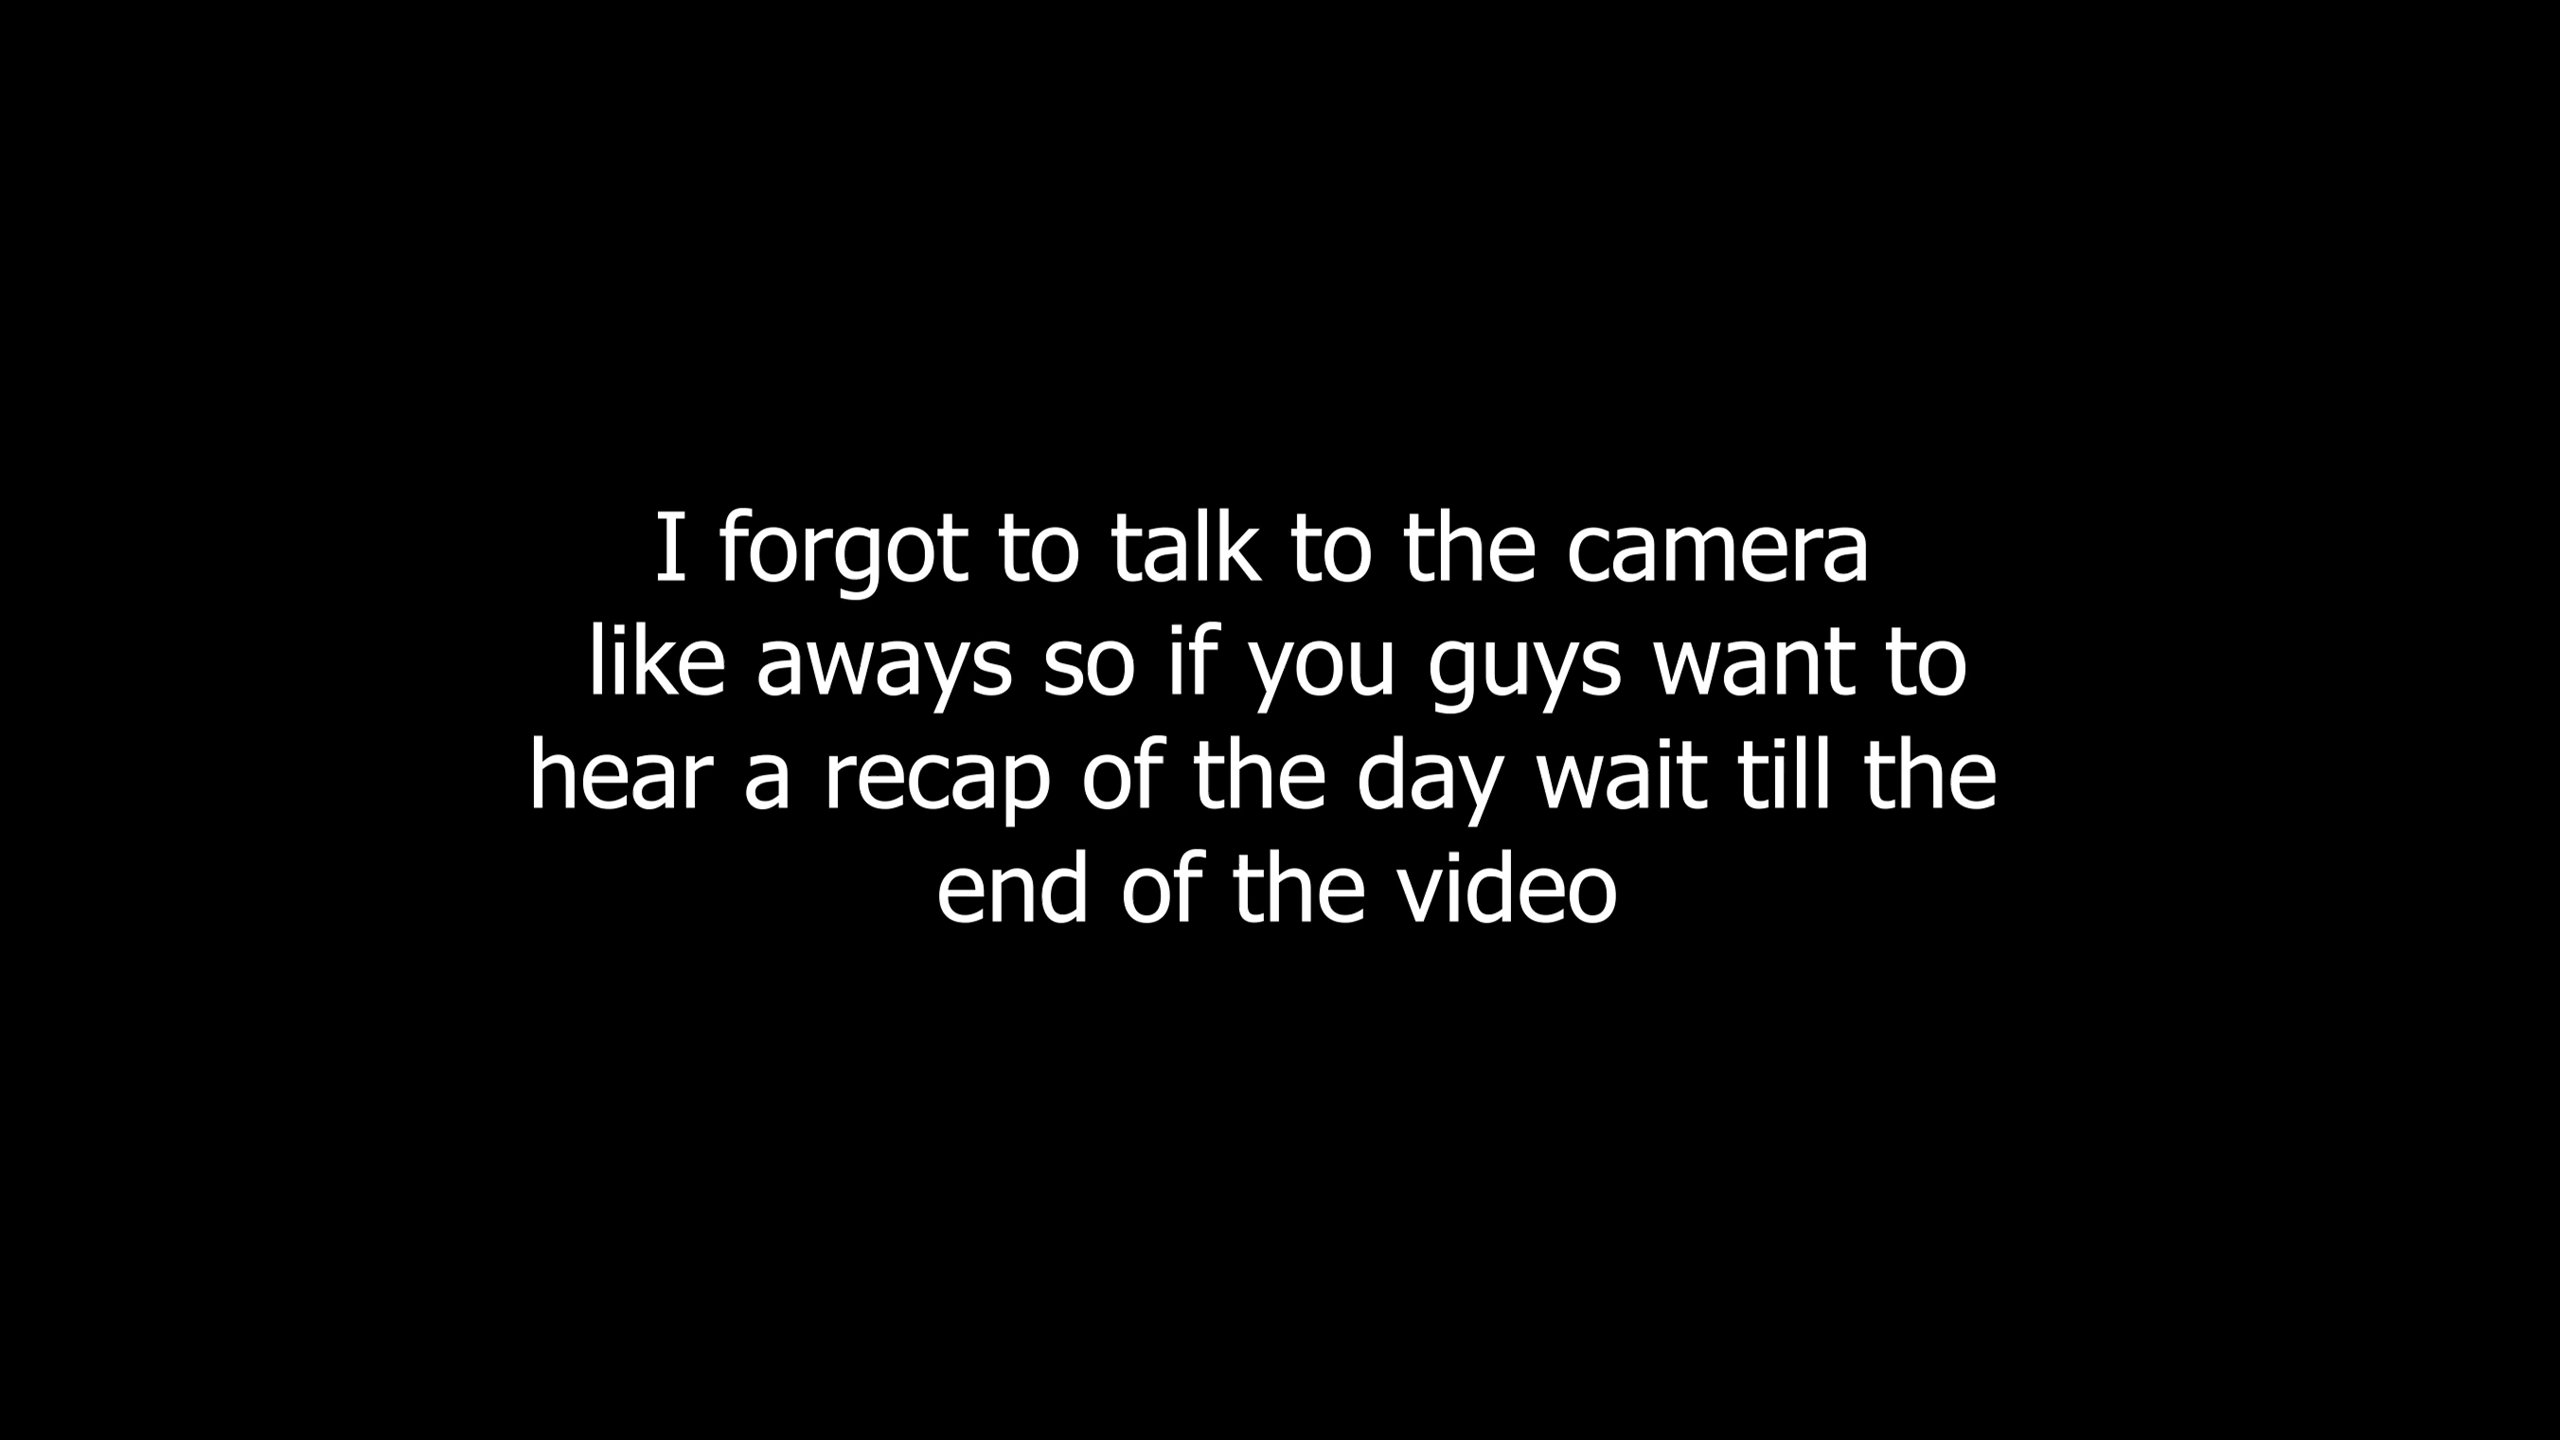 I forgot to talk to the camera
like aways so if you guys want to
hear a recap of the day wait till the
end of the video